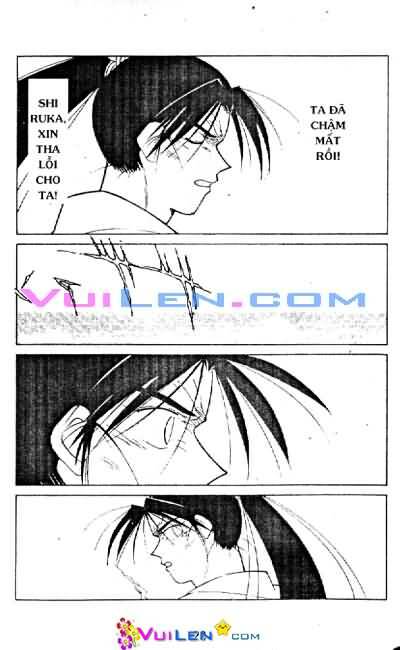 TA ĐÃ
CHẬM
MẤT
RỒI!
SHI
RUKA,
XIN
THA
LỖI
CHO
TA!
VUILEN.COM
VUILEN.COM